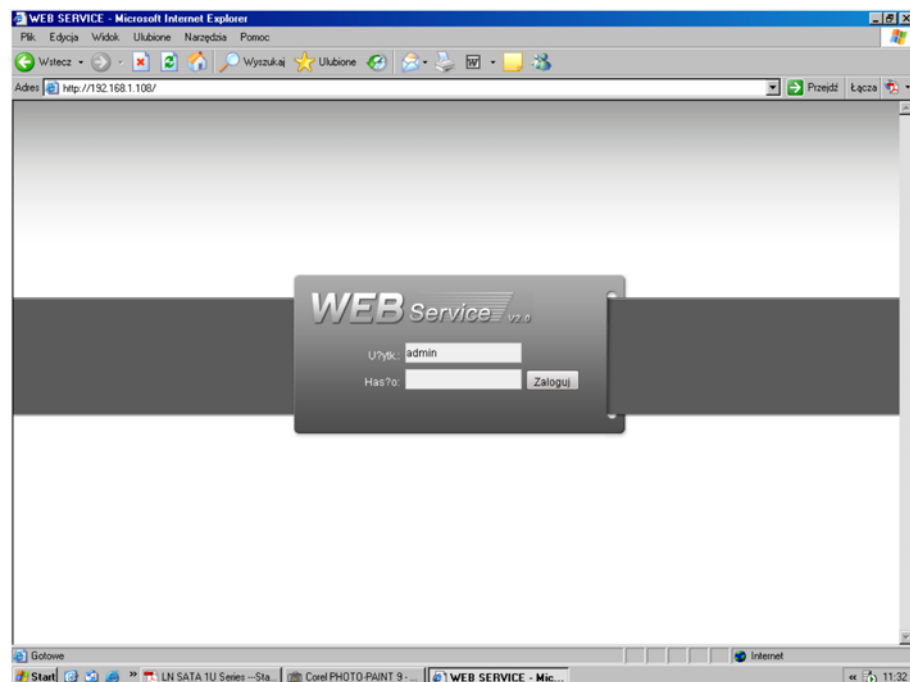 WEB SERVICE - Microsoft Internet Explorer
Plik Edycja Widok Ulubione Narzędzia Pomoc
Wstecz Wyszukaj Ulubione
Adres http://192.168.1.108/ Przejdź Łącza
WEB Service V2.0
U?ytk.: admin
Has?o: Zaloguj
Gotowe Internet
Start » LN SATA 1U Series ---Sta... Corel PHOTO-PAINT 9 - ... WEB SERVICE - Mic... « 11:32